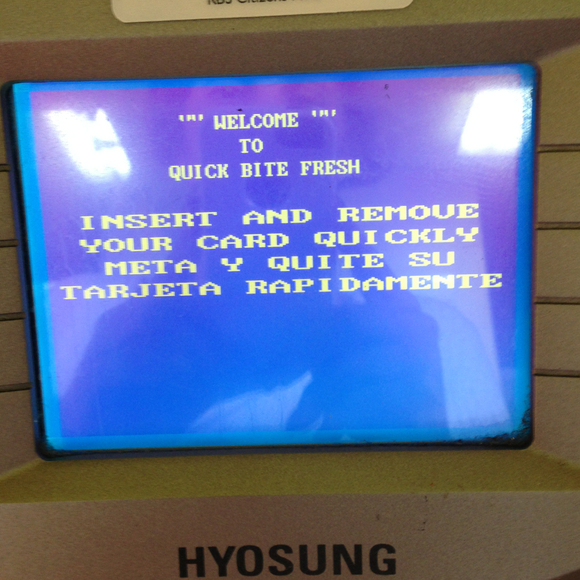 "" WELCOME ""
TO
QUICK BITE FRESH
INSERT AND REMOVE
YOUR CARD QUICKLY
META Y QUITE SU
TARJETA RAPIDAMENTE
HYOSUNG